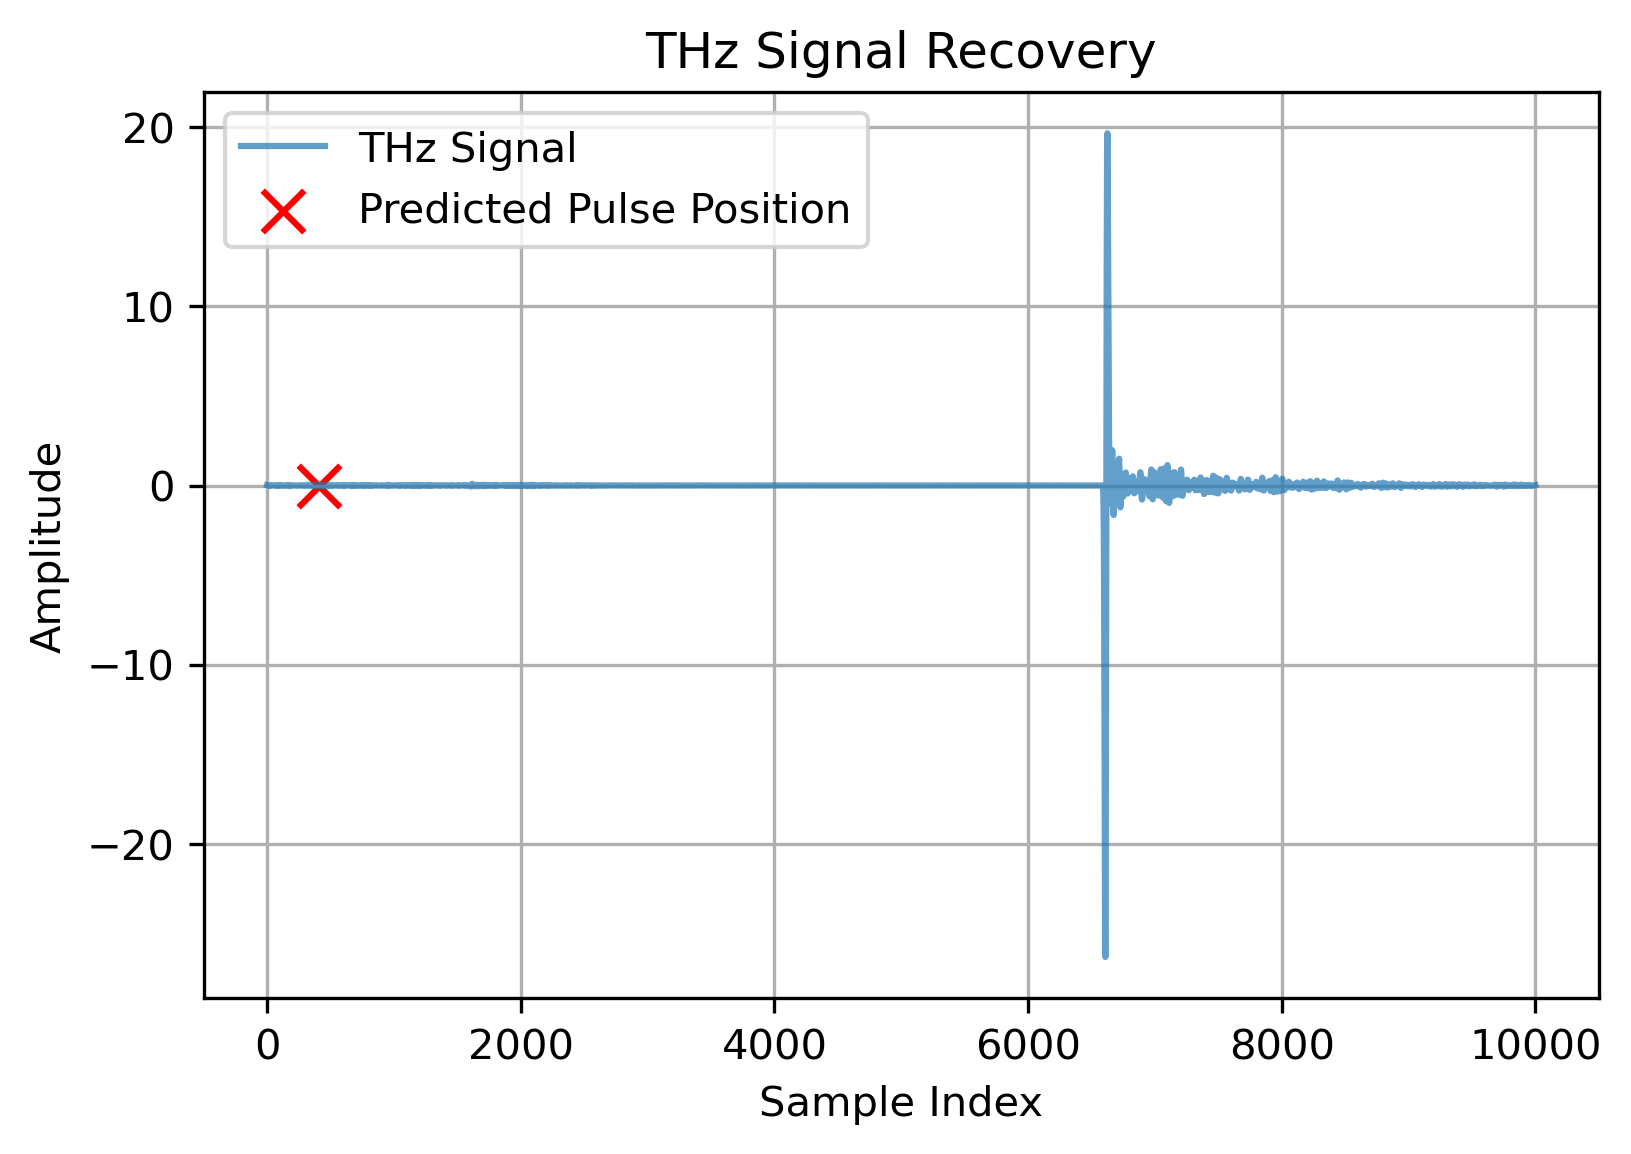 THz Signal Recovery
THz Signal
Predicted Pulse Position
20
10
0
−10
−20
Amplitude
0
2000
4000
6000
8000
10000
Sample Index